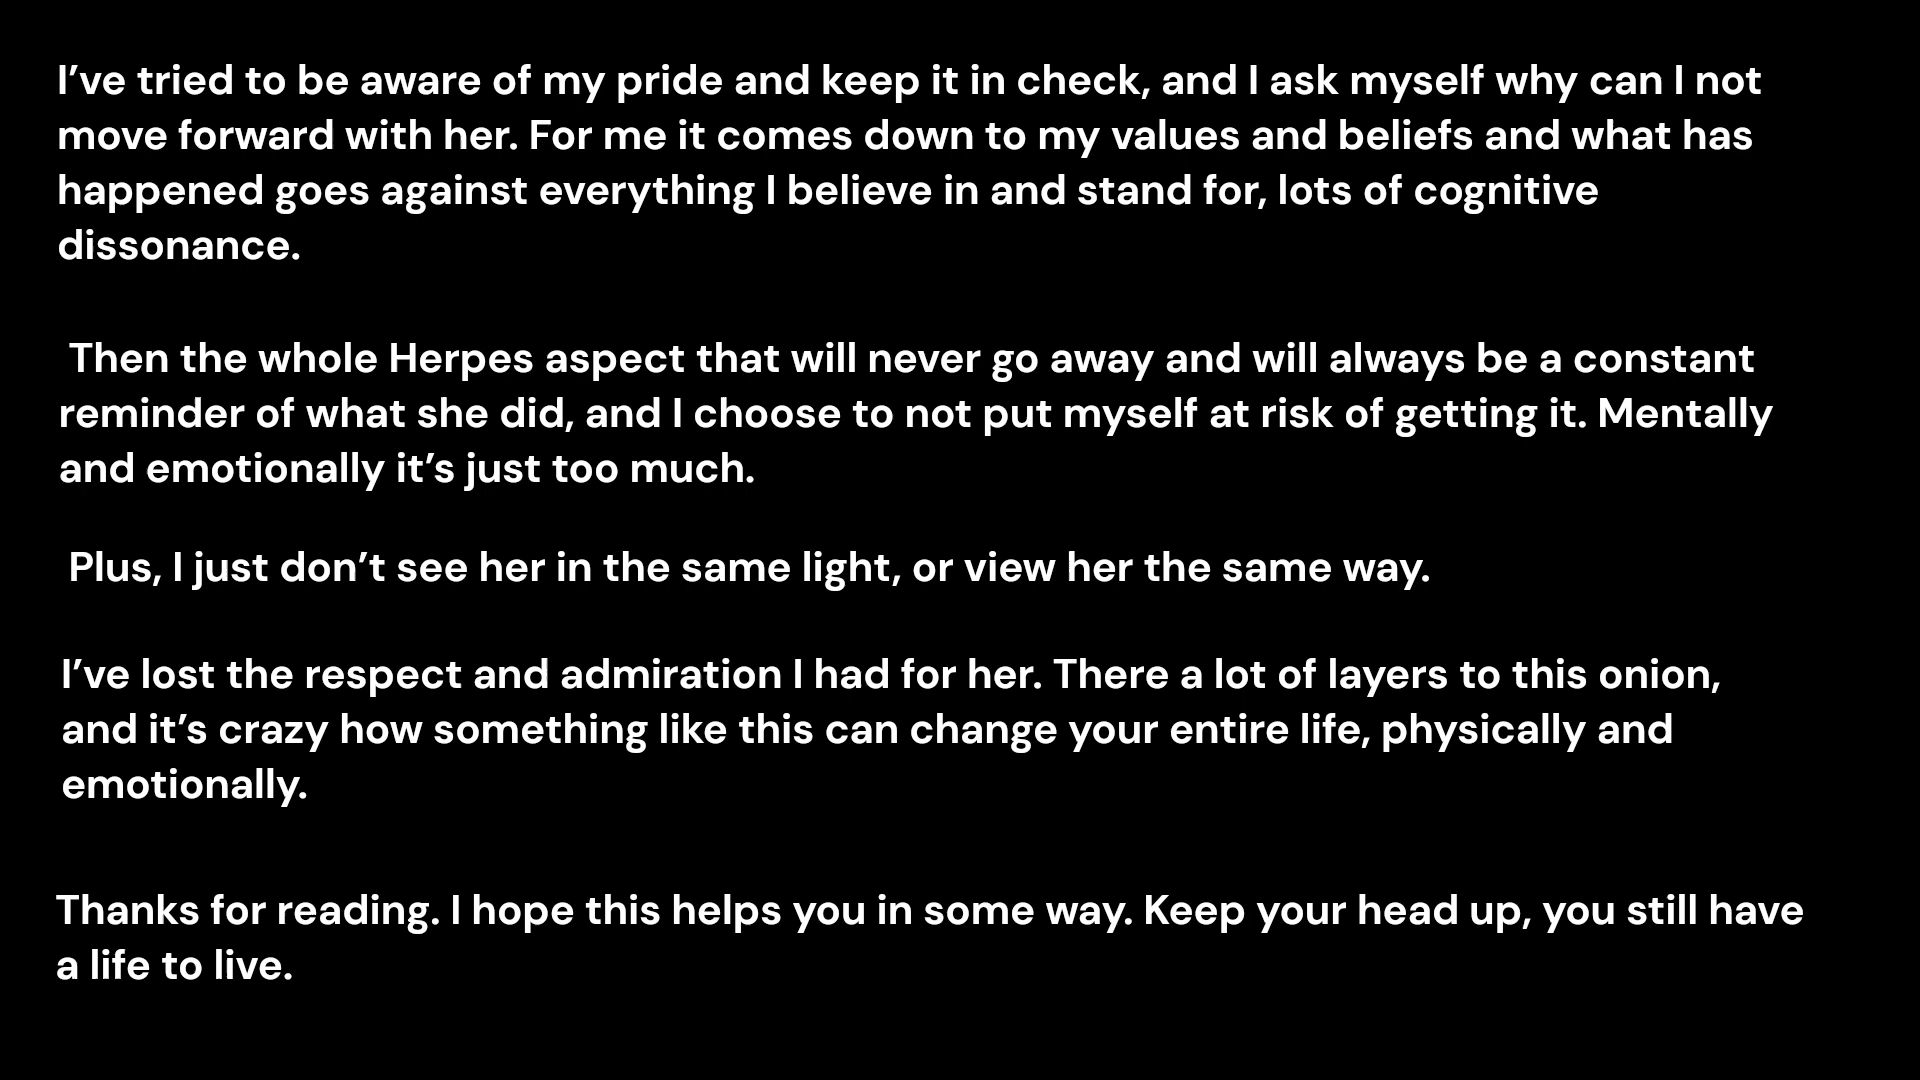 I’ve tried to be aware of my pride and keep it in check, and I ask myself why can I not
move forward with her. For me it comes down to my values and beliefs and what has
happened goes against everything I believe in and stand for, lots of cognitive
dissonance.
Then the whole Herpes aspect that will never go away and will always be a constant
reminder of what she did, and I choose to not put myself at risk of getting it. Mentally
and emotionally it’s just too much.
Plus, I just don’t see her in the same light, or view her the same way.
I’ve lost the respect and admiration I had for her. There a lot of layers to this onion,
and it’s crazy how something like this can change your entire life, physically and
emotionally.
Thanks for reading. I hope this helps you in some way. Keep your head up, you still have
a life to live.